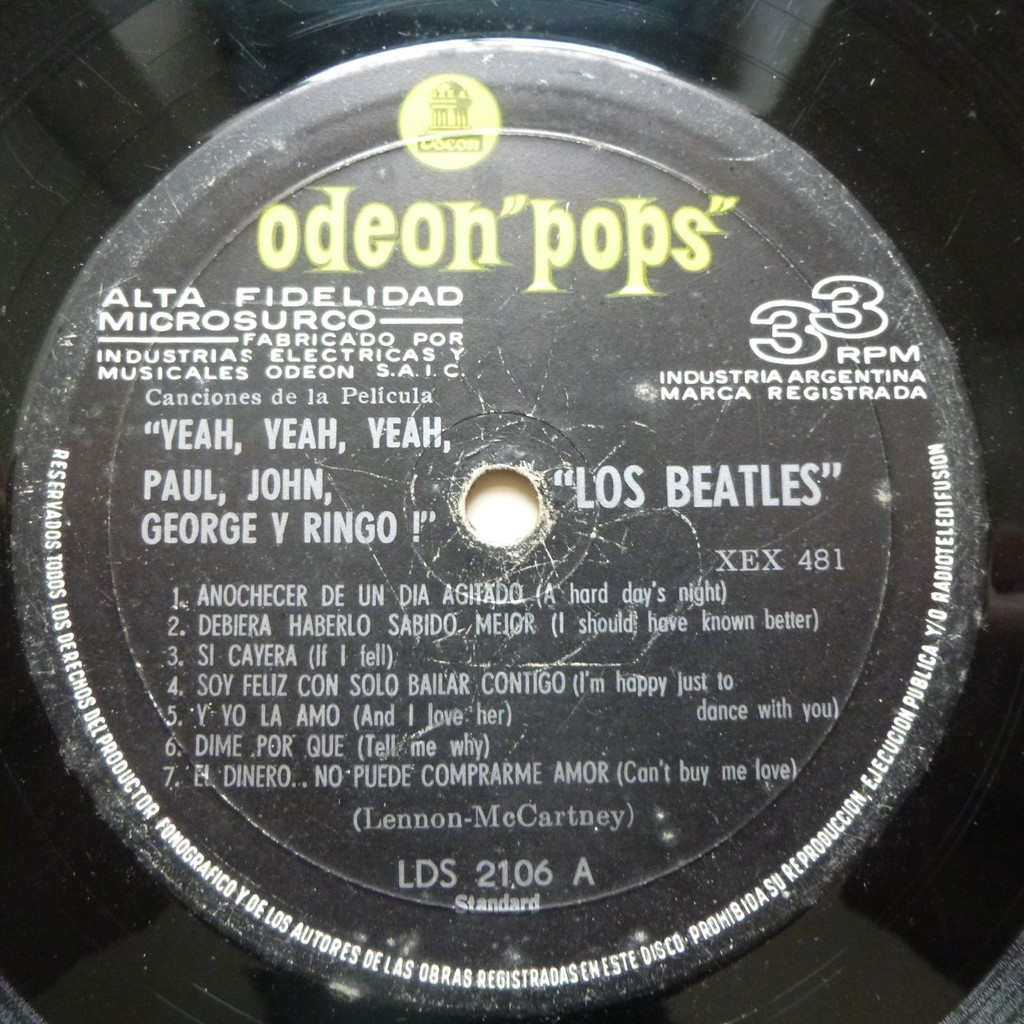 Odeon
odeon "pops"
ALTA FIDELIDAD
MICROSURCO
FABRICADO POR
INDUSTRIAS ELECTRICAS Y
MUSICALES ODEON S.A.I.C.
33
RPM
INDUSTRIA ARGENTINA
MARCA REGISTRADA
Canciones de la Película
"YEAH, YEAH, YEAH,
PAUL, JOHN,
GEORGE Y RINGO !"
"LOS BEATLES"
XEX 481
1. ANOCHECER DE UN DIA AGITADO (A hard day's night)
2. DEBIERA HABERLO SABIDO MEJOR (I should have known better)
3. SI CAYERA (If I fell)
4. SOY FELIZ CON SOLO BAILAR CONTIGO (I'm happy just to
dance with you)
5. Y YO LA AMO (And I love her)
6. DIME POR QUE (Tell me why)
7. EL DINERO... NO PUEDE COMPRARME AMOR (Can't buy me love)
(Lennon-McCartney)
LDS 2106 A
Standard
RESERVADOS TODOS LOS DERECHOS DEL PRODUCTOR FONOGRAFICO Y DE LOS AUTORES DE LAS OBRAS REGISTRADAS EN ESTE DISCO. PROHIBIDA SU REPRODUCCION, EJECUCION PUBLICA Y/O RADIOTELEDIFUSION